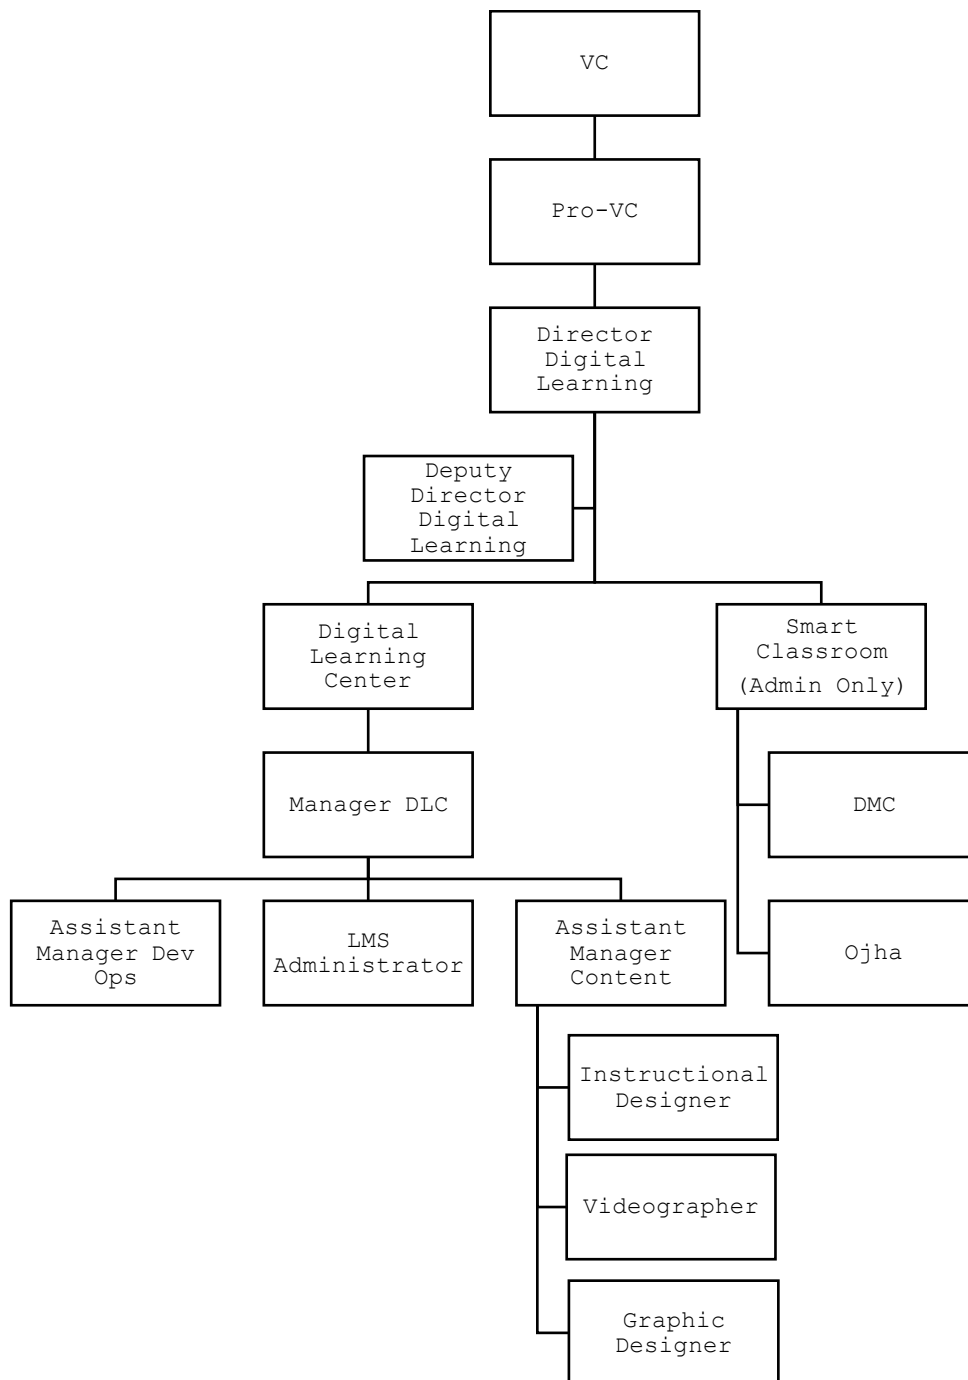 VC
Pro-VC
Director
Digital
Learning
Deputy
Director
Digital
Learning
Digital
Learning
Center
Smart
Classroom
(Admin Only)
Manager DLC
DMC
Assistant
Manager Dev
Ops
LMS
Administrator
Assistant
Manager
Content
Ojha
Instructional
Designer
Videographer
Graphic
Designer